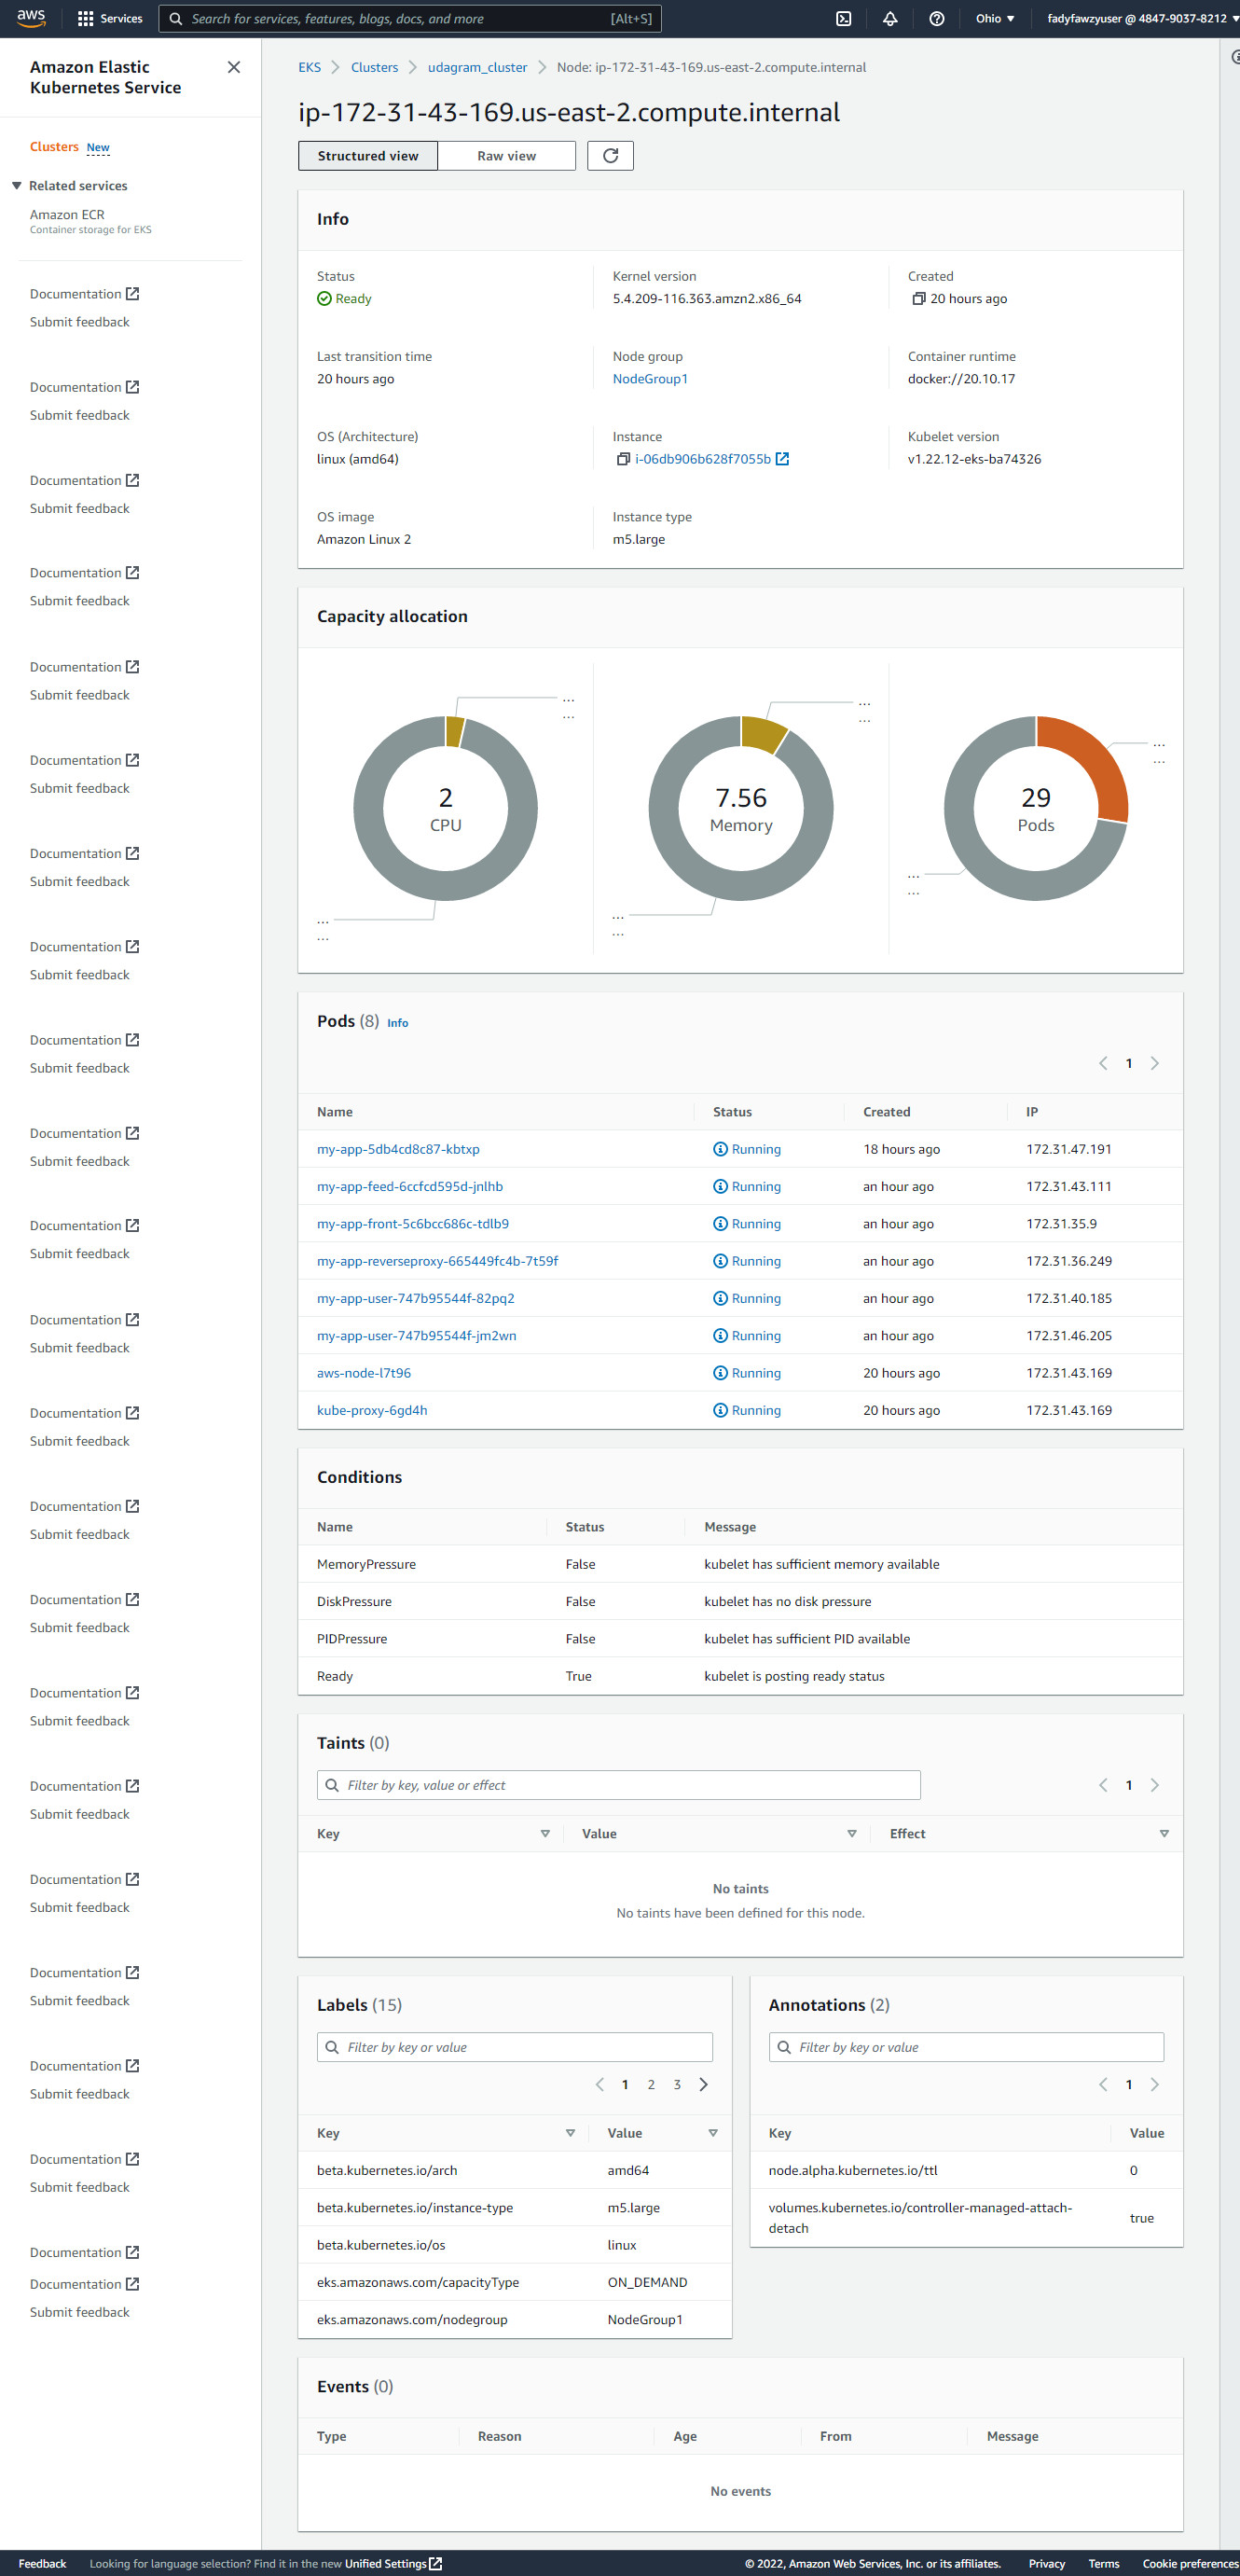 aws Services Search for services, features, blogs, docs, and more [Alt+S] Ohio ▼ fadyfawzyuser @ 4847-9037-8212 ▼
Amazon Elastic
Kubernetes Service
Clusters New
Related services
Amazon ECR
Container storage for EKS
Documentation
Submit feedback
Documentation
Submit feedback
Documentation
Submit feedback
Documentation
Submit feedback
Documentation
Submit feedback
Documentation
Submit feedback
Documentation
Submit feedback
Documentation
Submit feedback
Documentation
Submit feedback
Documentation
Submit feedback
Documentation
Submit feedback
Documentation
Submit feedback
Documentation
Submit feedback
Documentation
Submit feedback
Documentation
Submit feedback
Documentation
Submit feedback
Documentation
Submit feedback
Documentation
Submit feedback
Documentation
Submit feedback
Documentation
Submit feedback
Documentation
Submit feedback
Documentation
Documentation
Submit feedback
EKS > Clusters > udagram_cluster > Node: ip-172-31-43-169.us-east-2.compute.internal
ip-172-31-43-169.us-east-2.compute.internal
Structured view Raw view
Info
Status Kernel version Created
Ready 5.4.209-116.363.amzn2.x86_64 20 hours ago
Last transition time Node group Container runtime
20 hours ago NodeGroup1 docker://20.10.17
OS (Architecture) Instance Kubelet version
linux (amd64) i-06db906b628f7055b v1.22.12-eks-ba74326
OS image Instance type
Amazon Linux 2 m5.large
Capacity allocation
... ... ...
... ... ...
2 7.56 29
CPU Memory Pods
... ... ...
... ... ...
Pods (8) Info
1
Name Status Created IP
my-app-5db4cd8c87-kbtxp Running 18 hours ago 172.31.47.191
my-app-feed-6ccfcd595d-jnlhb Running an hour ago 172.31.43.111
my-app-front-5c6bcc686c-tdlb9 Running an hour ago 172.31.35.9
my-app-reverseproxy-665449fc4b-7t59f Running an hour ago 172.31.36.249
my-app-user-747b95544f-82pq2 Running an hour ago 172.31.40.185
my-app-user-747b95544f-jm2wn Running an hour ago 172.31.46.205
aws-node-l7t96 Running 20 hours ago 172.31.43.169
kube-proxy-6gd4h Running 20 hours ago 172.31.43.169
Conditions
Name Status Message
MemoryPressure False kubelet has sufficient memory available
DiskPressure False kubelet has no disk pressure
PIDPressure False kubelet has sufficient PID available
Ready True kubelet is posting ready status
Taints (0)
Filter by key, value or effect 1
Key Value Effect
No taints
No taints have been defined for this node.
Labels (15)
Filter by key or value
1 2 3
Key Value
beta.kubernetes.io/arch amd64
beta.kubernetes.io/instance-type m5.large
beta.kubernetes.io/os linux
eks.amazonaws.com/capacityType ON_DEMAND
eks.amazonaws.com/nodegroup NodeGroup1
Annotations (2)
Filter by key or value
1
Key Value
node.alpha.kubernetes.io/ttl 0
volumes.kubernetes.io/controller-managed-attach-
detach true
Events (0)
Type Reason Age From Message
No events
Feedback Looking for language selection? Find it in the new Unified Settings © 2022, Amazon Web Services, Inc. or its affiliates. Privacy Terms Cookie preferences